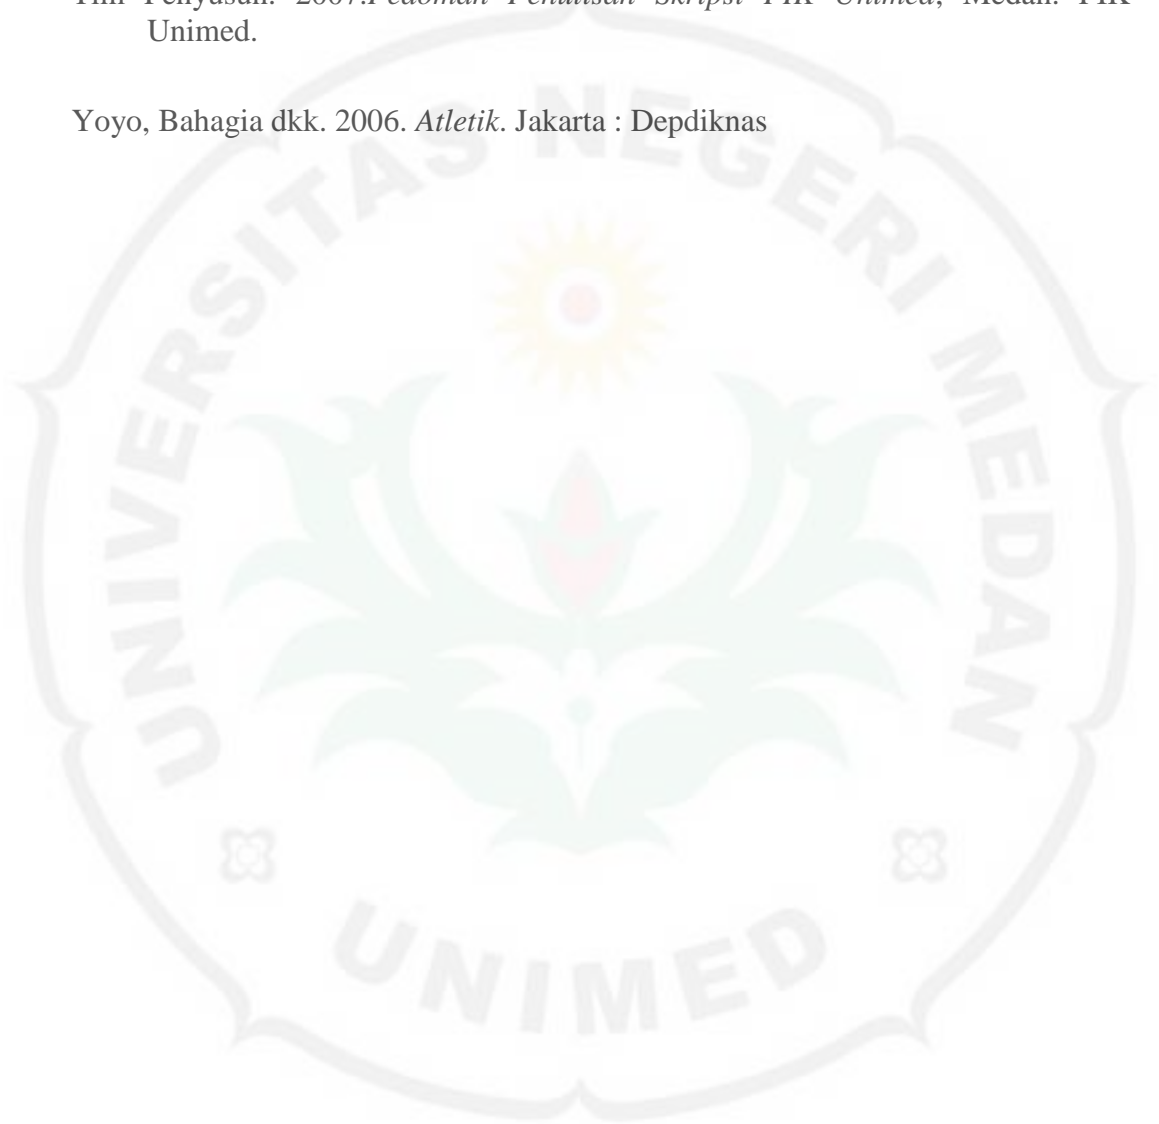 Tim Penyusun. 2007.Pedoman Penulisan Skripsi FIK Unimed, Medan: FIK
Unimed.
Yoyo, Bahagia dkk. 2006. Atletik. Jakarta : Depdiknas
UNIVERSITAS NEGERI MEDAN
UNIMED